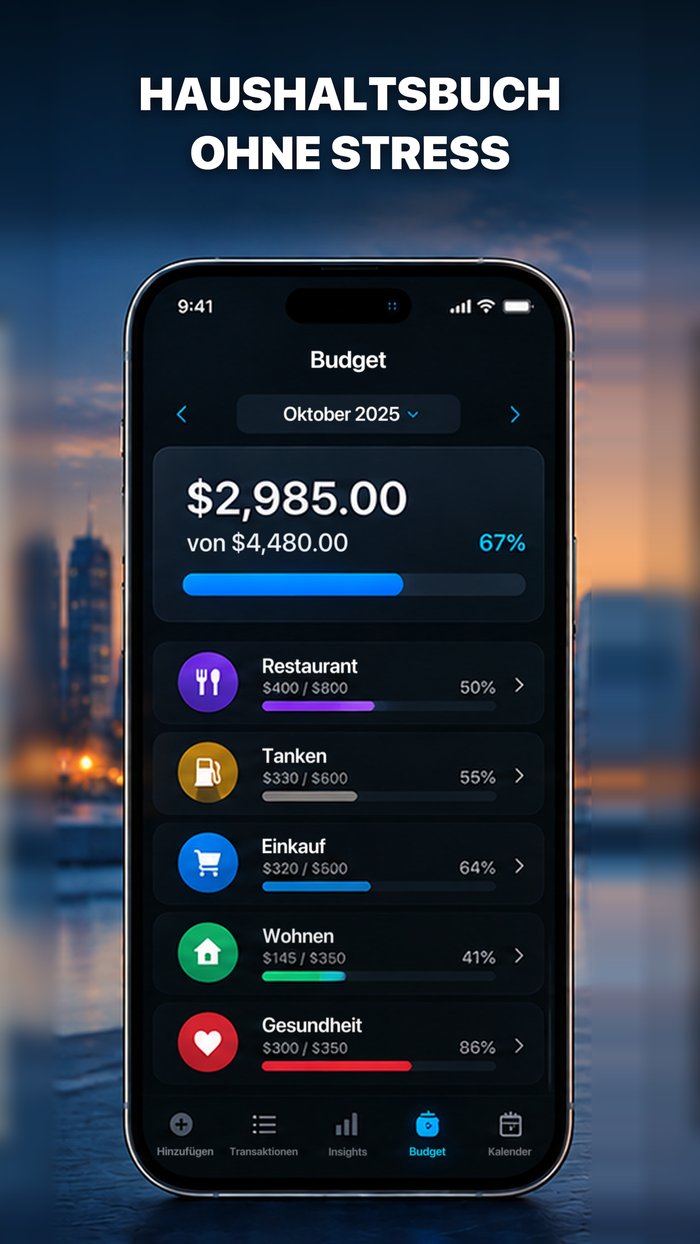 HAUSHALTSBUCH
OHNE STRESS
9:41
Budget
Oktober 2025
$2,985.00
von $4,480.00
67%
Restaurant
$400 / $800
50%
Tanken
$330 / $600
55%
Einkauf
$320 / $600
64%
Wohnen
$145 / $350
41%
Gesundheit
$300 / $350
86%
Hinzufügen
Transaktionen
Insights
Budget
Kalender